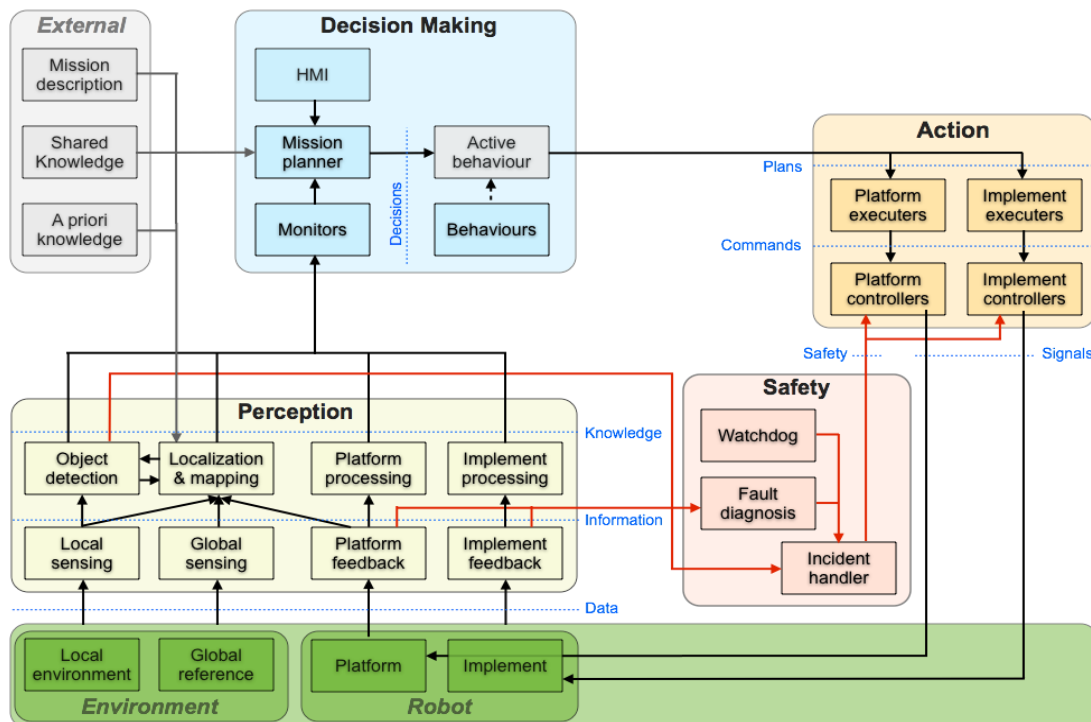 External
Mission
description
Shared
Knowledge
A priori
knowledge
Decision Making
HMI
Mission
planner
Monitors
Decisions
Active
behaviour
Behaviours
Action
Plans
Platform
executers
Implement
executers
Commands
Platform
controllers
Implement
controllers
Safety
Signals
Perception
Knowledge
Object
detection
Localization
& mapping
Platform
processing
Implement
processing
Information
Local
sensing
Global
sensing
Platform
feedback
Implement
feedback
Data
Safety
Watchdog
Fault
diagnosis
Incident
handler
Local
environment
Global
reference
Environment
Platform
Implement
Robot